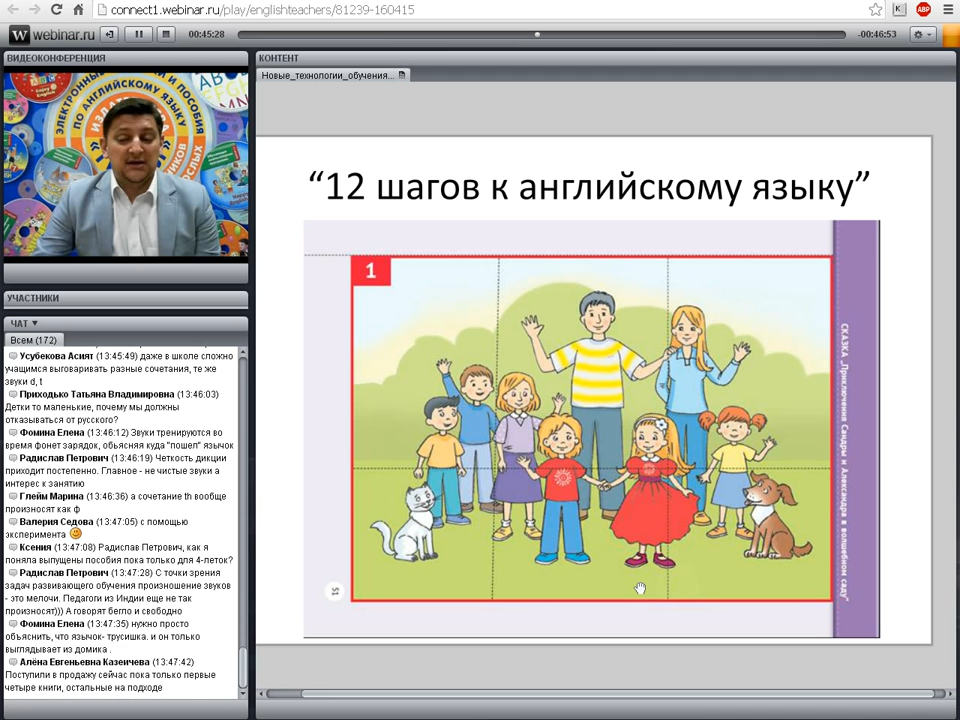 connect1.webinar.ru/play/englishteachers/81239-160415
webinar.ru
00:45:28
-00:46:53
ВИДЕОКОНФЕРЕНЦИЯ
ЭЛЕКТРОННЫЕ
ПОСОБИЯ
ПО АНГЛИЙСКОМУ ЯЗЫКУ
УЧАСТНИКИ
ЧАТ
Всем (172)
Усубекова Асият (13:45:49) даже в школе сложно
учащимся выговаривать разные сочетания, те же
звуки d, t
Приходько Татьяна Владимировна (13:46:03)
Детки то маленькие, почему мы должны
отказываться от русского?
Фомина Елена (13:46:12) Звуки тренируются во
время фонет зарядок, объясняя куда "пошел" язычок
Радислав Петрович (13:46:19) Четкость дикции
приходит постепенно. Главное - не чистые звуки а
интерес к занятию
Глейм Марина (13:46:36) а сочетание th вообще
произносят как ф
Валерия Седова (13:47:05) с помощью
эксперимента
Ксения (13:47:08) Радислав Петрович, как я
поняла выпущены пособия пока только для 4-леток?
Радислав Петрович (13:47:28) С точки зрения
задач развивающего обучения произношение звуков
- это мелочи. Педагоги из Индии еще не так
произносят))) А говорят бегло и свободно
Фомина Елена (13:47:35) нужно просто
объяснить, что язычок- трусишка. и он только
выглядывает из домика .
Алёна Евгеньевна Казеичева (13:47:42)
Поступили в продажу сейчас пока только первые
четыре книги, остальные на подходе
КОНТЕНТ
Новые_технологии_обучения...
“12 шагов к английскому языку”
1
СКАЗКА „Приключения Сандры и Александра в волшебном саду“
S1